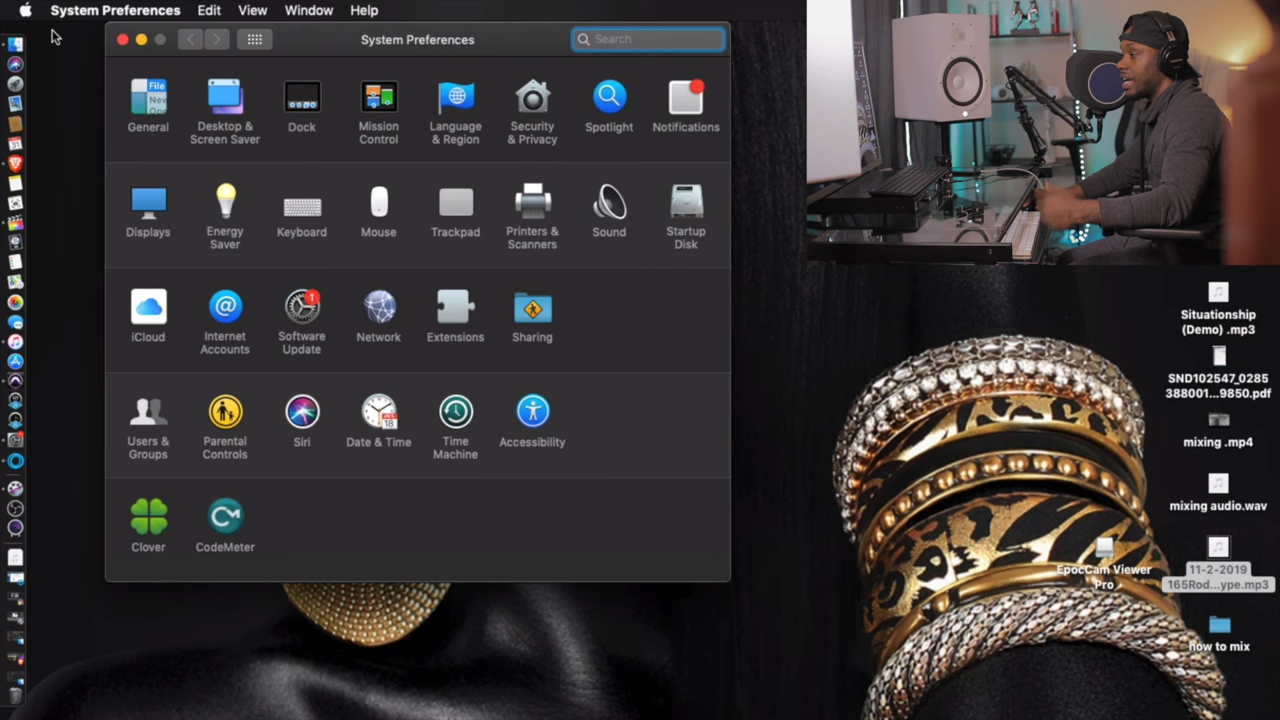 System Preferences Edit View Window Help
System Preferences
Search
General
Desktop &
Screen Saver
Dock
Mission
Control
Language
& Region
Security
& Privacy
Spotlight
Notifications
Displays
Energy
Saver
Keyboard
Mouse
Trackpad
Printers &
Scanners
Sound
Startup
Disk
iCloud
Internet
Accounts
1
Software
Update
Network
Extensions
Sharing
Users &
Groups
Parental
Controls
Siri
Date & Time
Time
Machine
Accessibility
Clover
CodeMeter
Situationship
(Demo) .mp3
SND102547_0285
388001...9850.pdf
mixing .mp4
mixing audio.wav
EpocCam Viewer
Pro
11-2-2019
165Rod...ype.mp3
how to mix